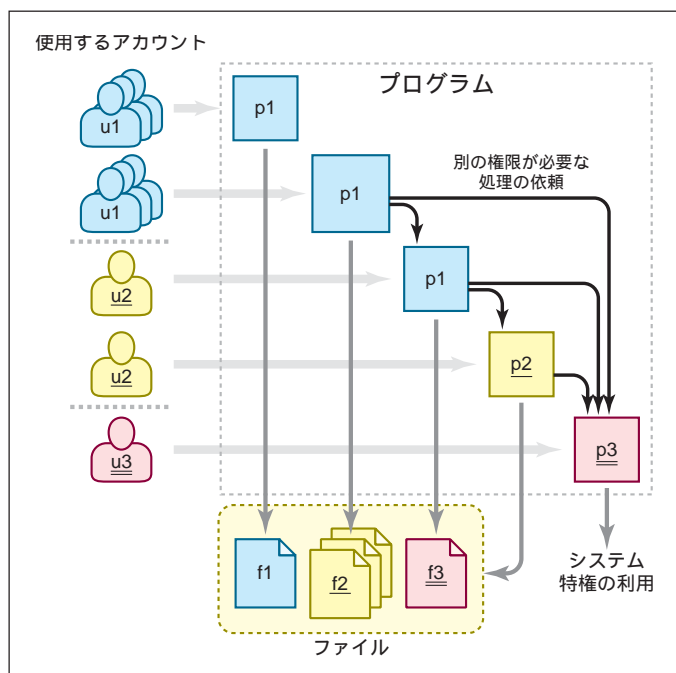 使用するアカウント
プログラム
u1
p1
別の権限が必要な
処理の依頼
u1
p1
u2
p1
u2
p2
u3
p3
f1
f2
f3
システム
特権の利用
ファイル